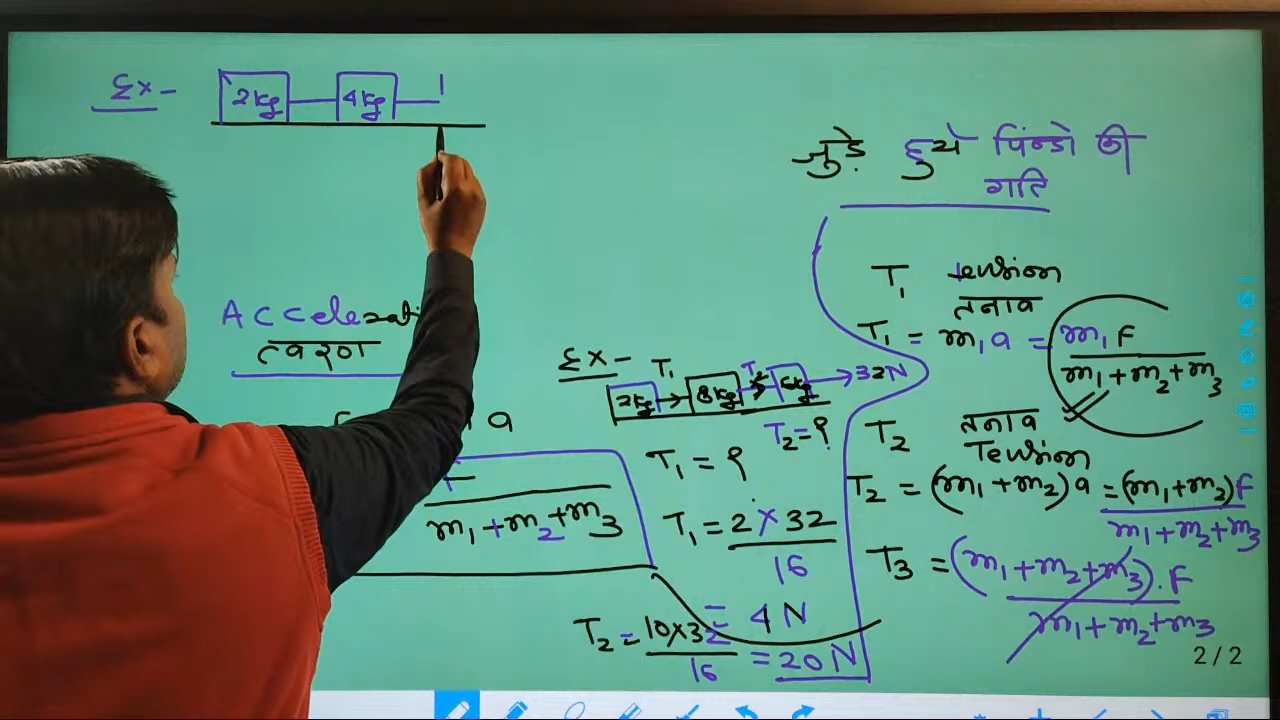 Ex-
2kg 4kg
जुड़े हुये पिंन्डो की
गति
Acceleratio
त्वरण
a
m₁+m₂+m₃
Ex-
T₁
2kg 8kg 6kg 32N
T₂=?
T₁ = ?
T₁ = 2×32
16
= 4N
T₂ = 10×32
16
= 20N
T₁ tension
तनाव
T₁ = m₁a = m₁F
m₁+m₂+m₃
T₂ तनाव
Tension
T₂ = (m₁+m₂)a = (m₁+m₂)F
m₁+m₂+m₃
T₃ = (m₁+m₂+m₃).F
m₁+m₂+m₃
2/2